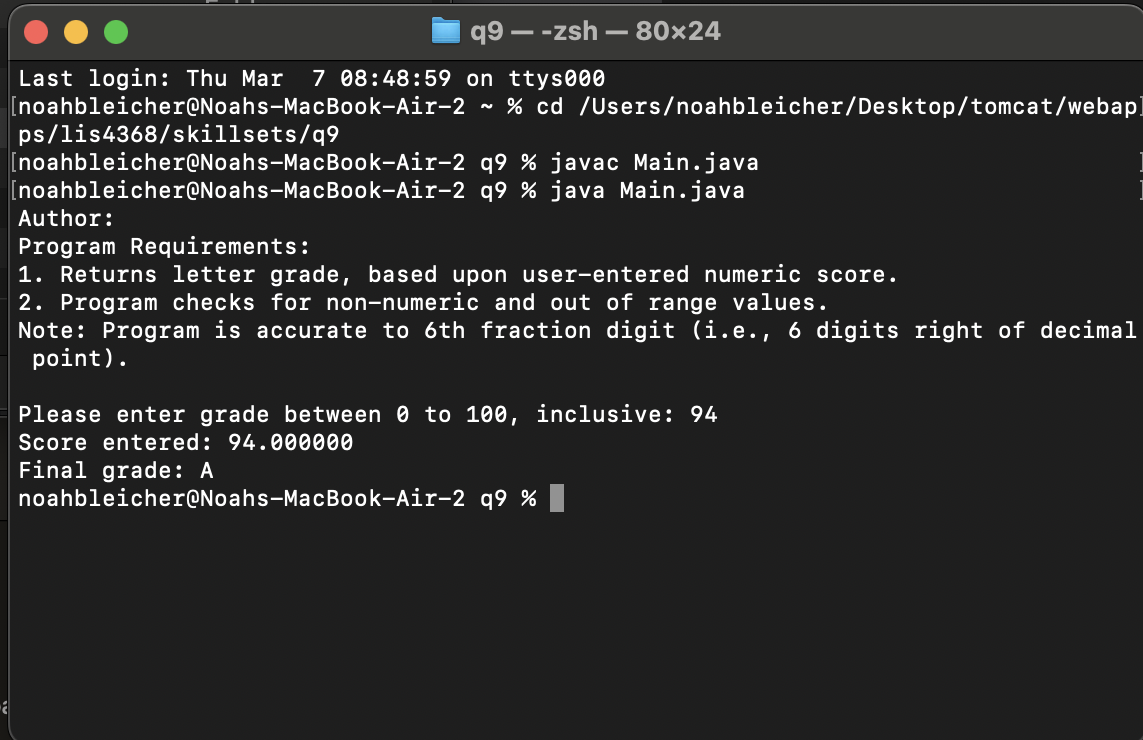 q9 — -zsh — 80×24
Last login: Thu Mar  7 08:48:59 on ttys000
[noahbleicher@Noahs-MacBook-Air-2 ~ % cd /Users/noahbleicher/Desktop/tomcat/webap]
ps/lis4368/skillsets/q9
[noahbleicher@Noahs-MacBook-Air-2 q9 % javac Main.java ]
[noahbleicher@Noahs-MacBook-Air-2 q9 % java Main.java ]
Author:
Program Requirements:
1. Returns letter grade, based upon user-entered numeric score.
2. Program checks for non-numeric and out of range values.
Note: Program is accurate to 6th fraction digit (i.e., 6 digits right of decimal
 point).

Please enter grade between 0 to 100, inclusive: 94
Score entered: 94.000000
Final grade: A
noahbleicher@Noahs-MacBook-Air-2 q9 %